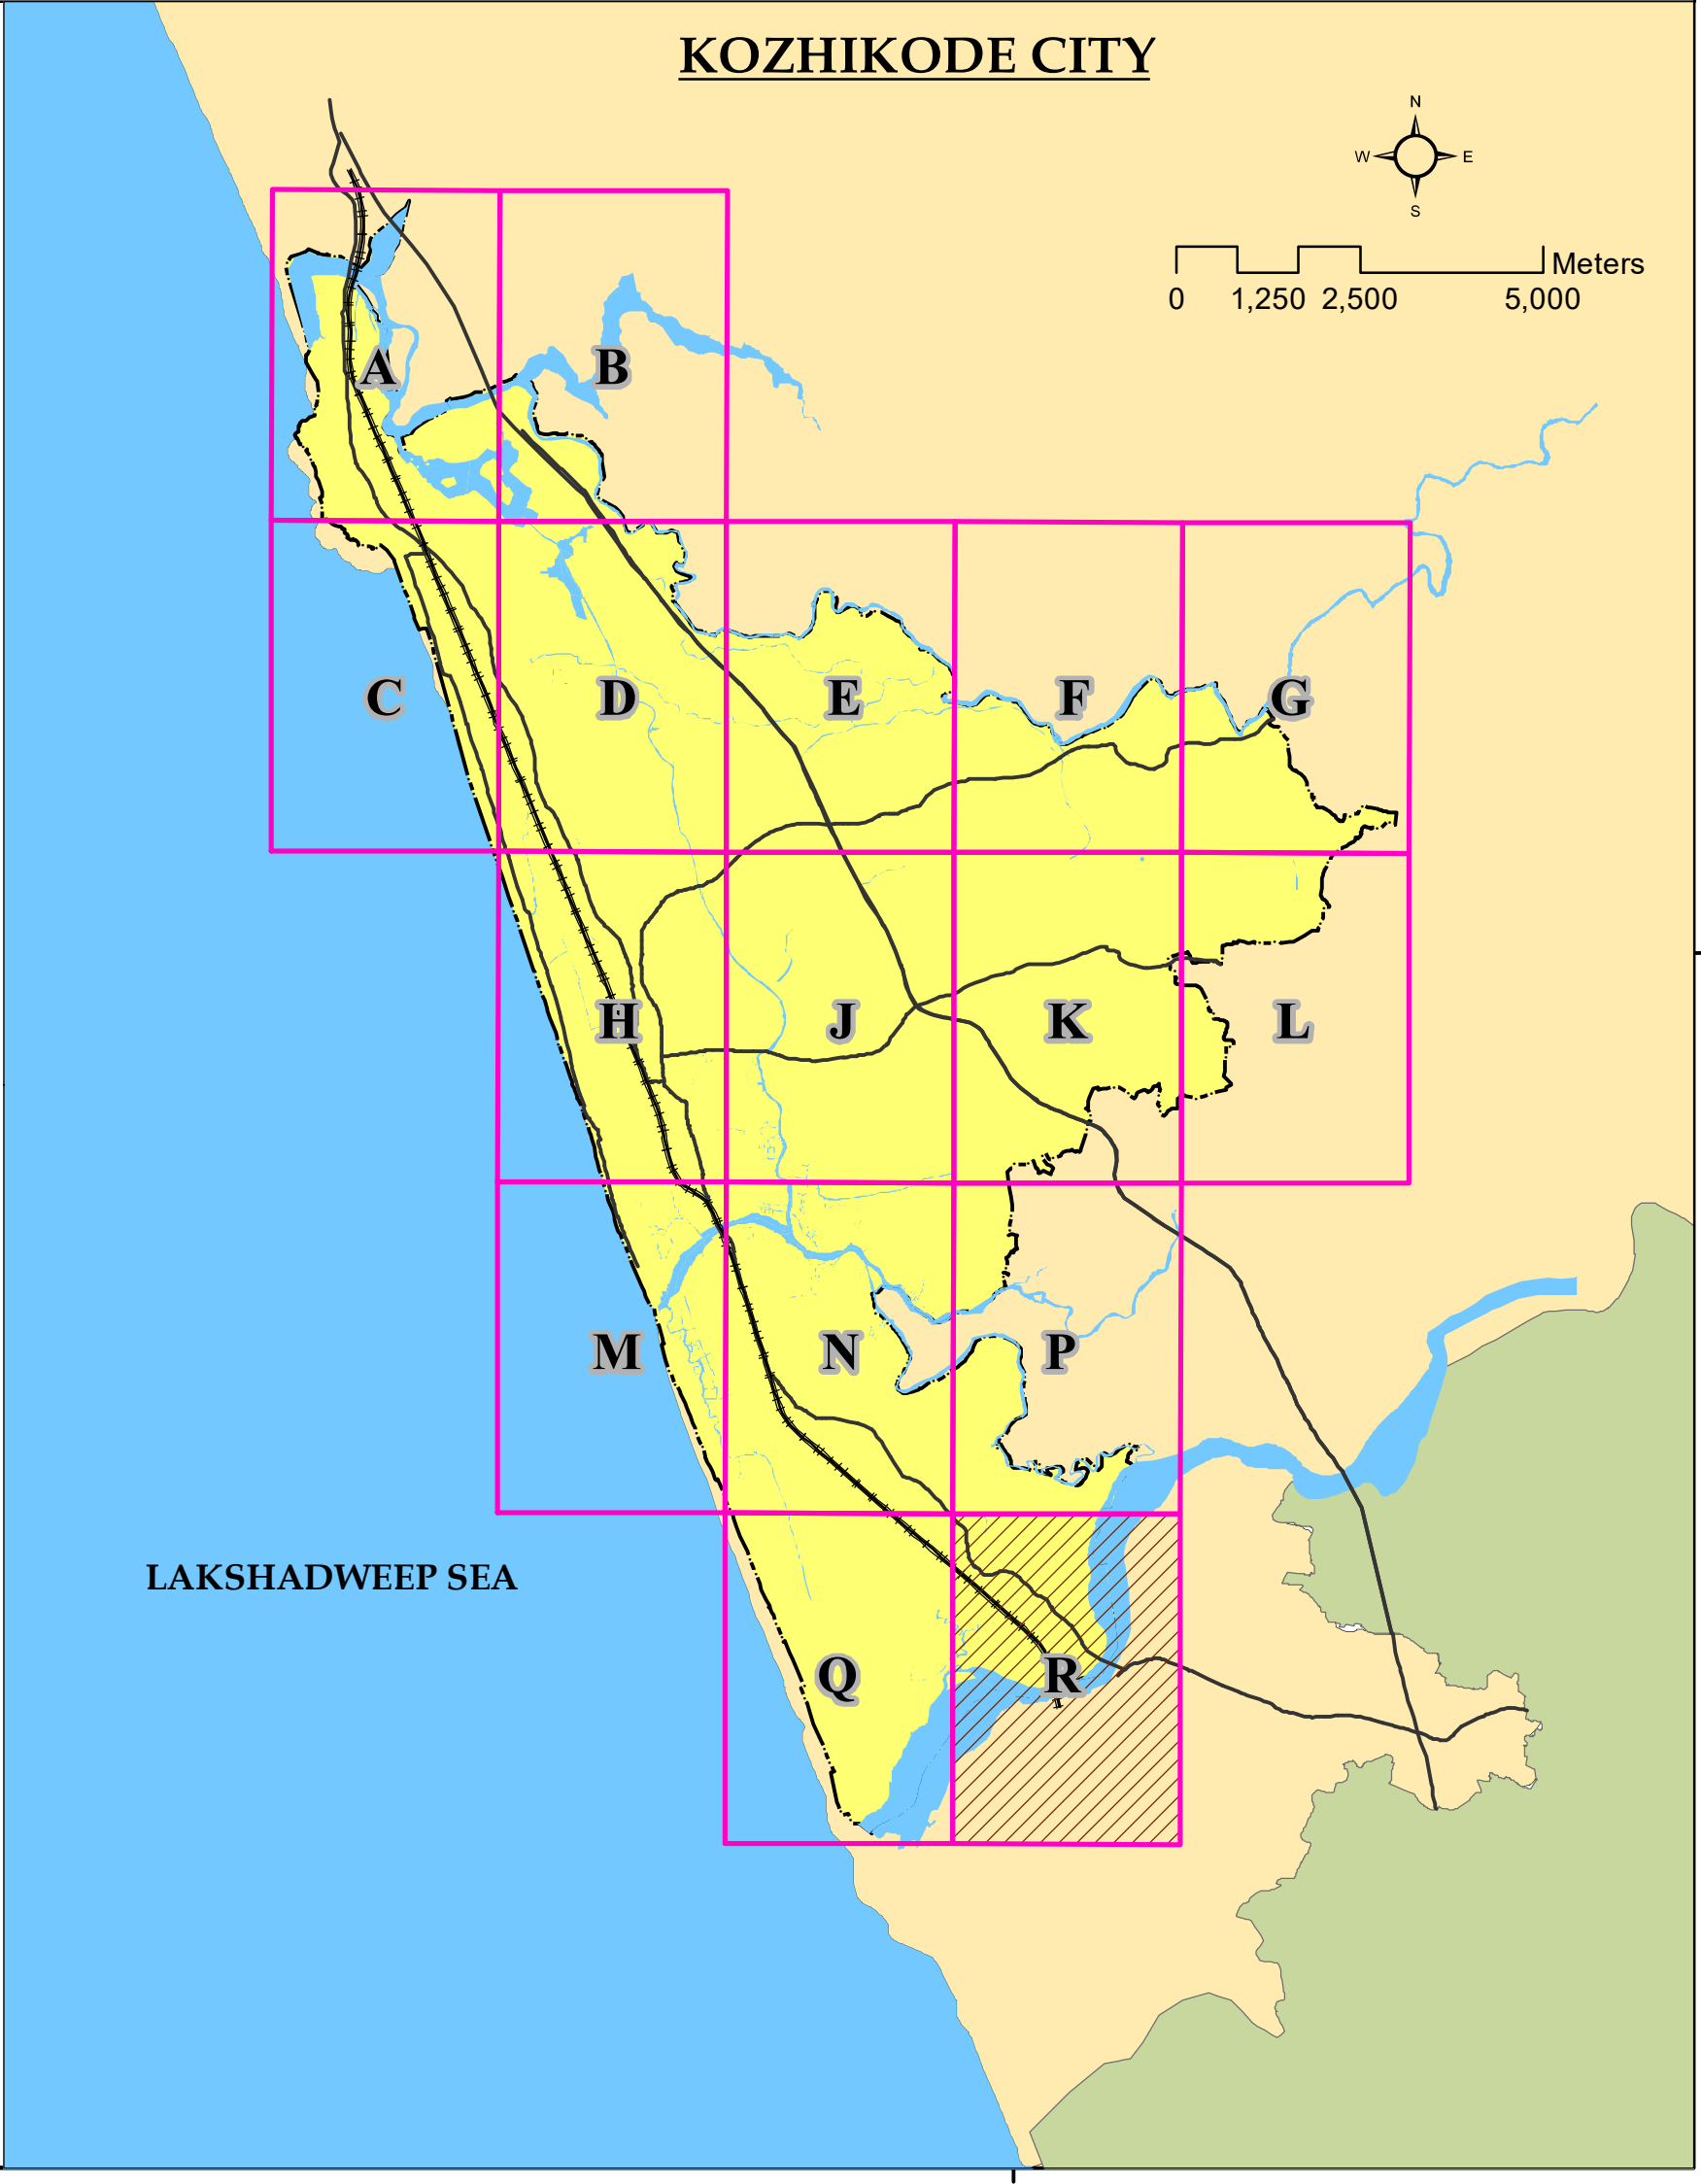 KOZHIKODE CITY
N
W E
S
Meters
0 1,250 2,500 5,000
A B
C D E F G
H J K L
M N P
LAKSHADWEEP SEA
Q R